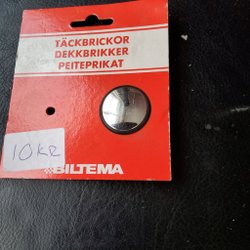 TÄCKBRICKOR
DEKKBRIKKER
PEITEPRIKAT
10 KR
BILTEMA